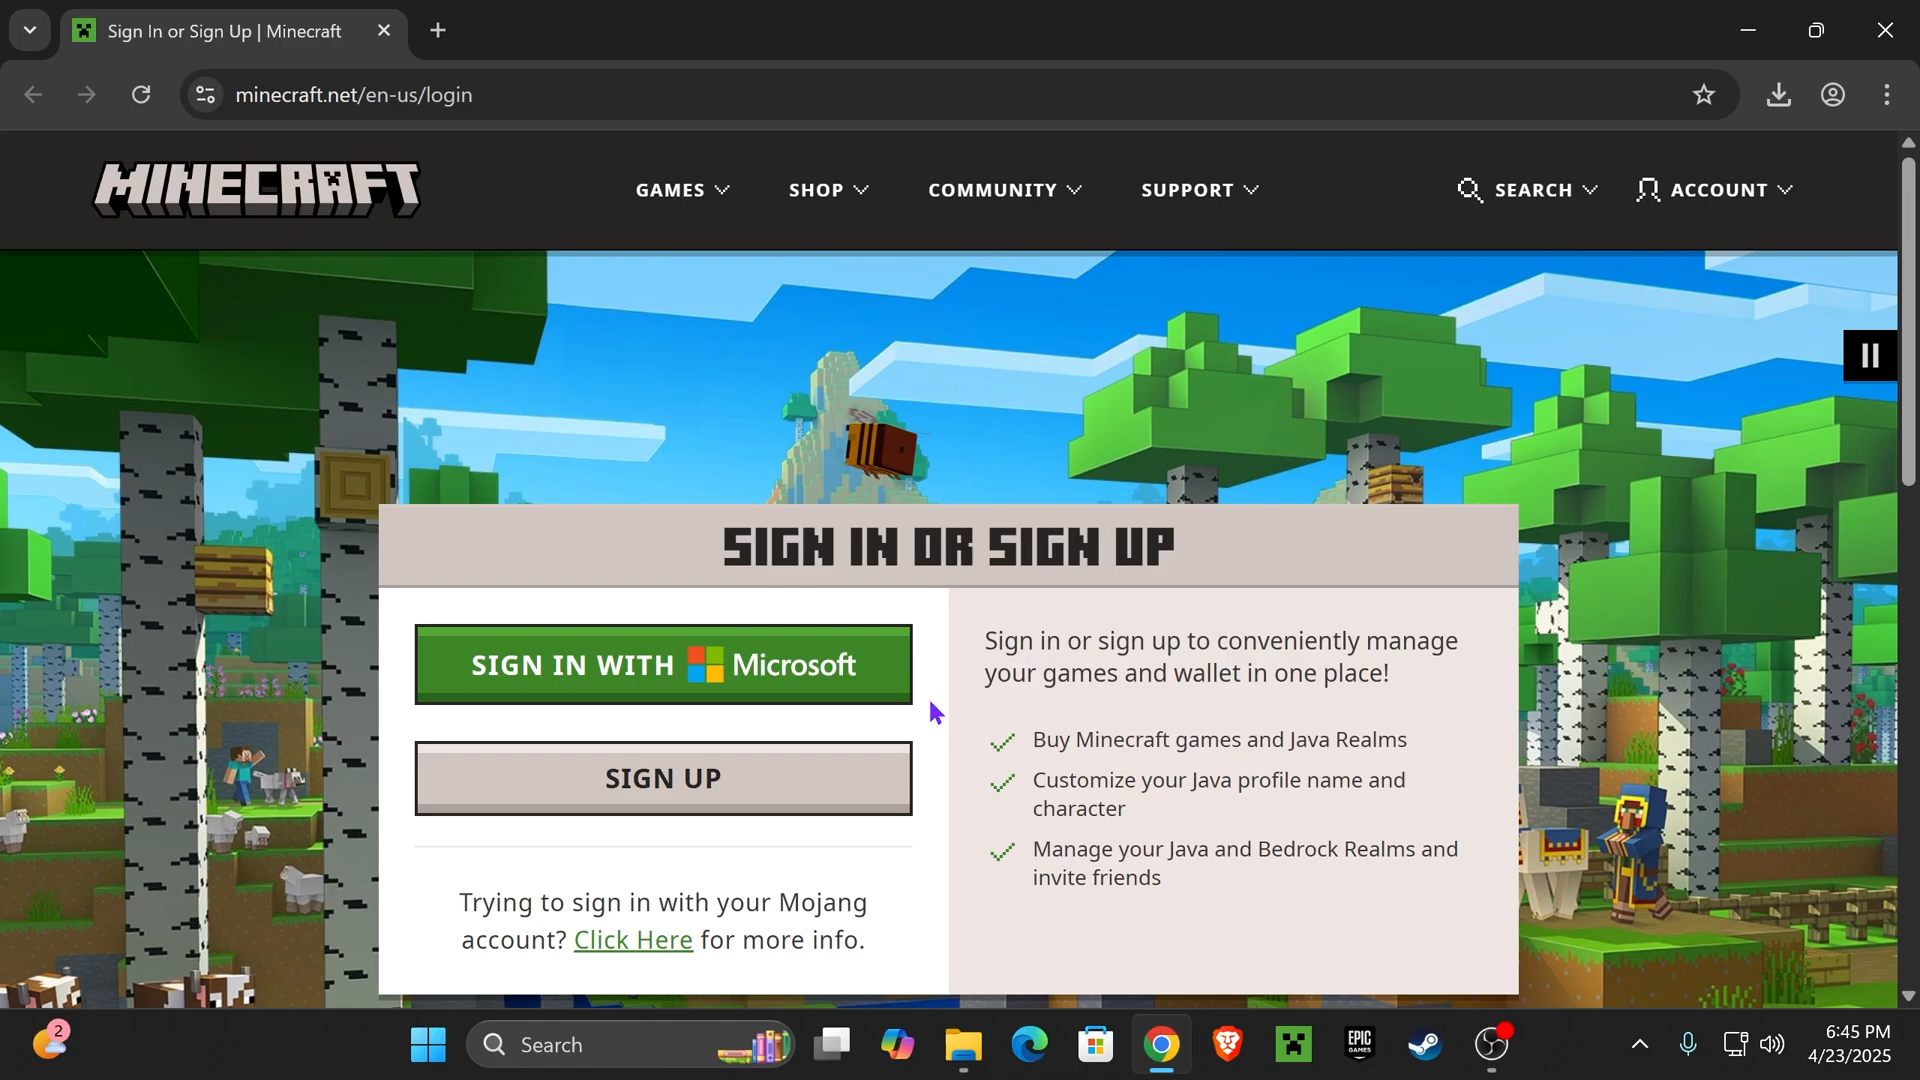 Sign In or Sign Up | Minecraft
minecraft.net/en-us/login
MINECRAFT
GAMES
SHOP
COMMUNITY
SUPPORT
SEARCH
ACCOUNT
SIGN IN OR SIGN UP
SIGN IN WITH Microsoft
SIGN UP
Trying to sign in with your Mojang
account? Click Here for more info.
Sign in or sign up to conveniently manage
your games and wallet in one place!
Buy Minecraft games and Java Realms
Customize your Java profile name and
character
Manage your Java and Bedrock Realms and
invite friends
2
Search
EPIC
GAMES
6:45 PM
4/23/2025